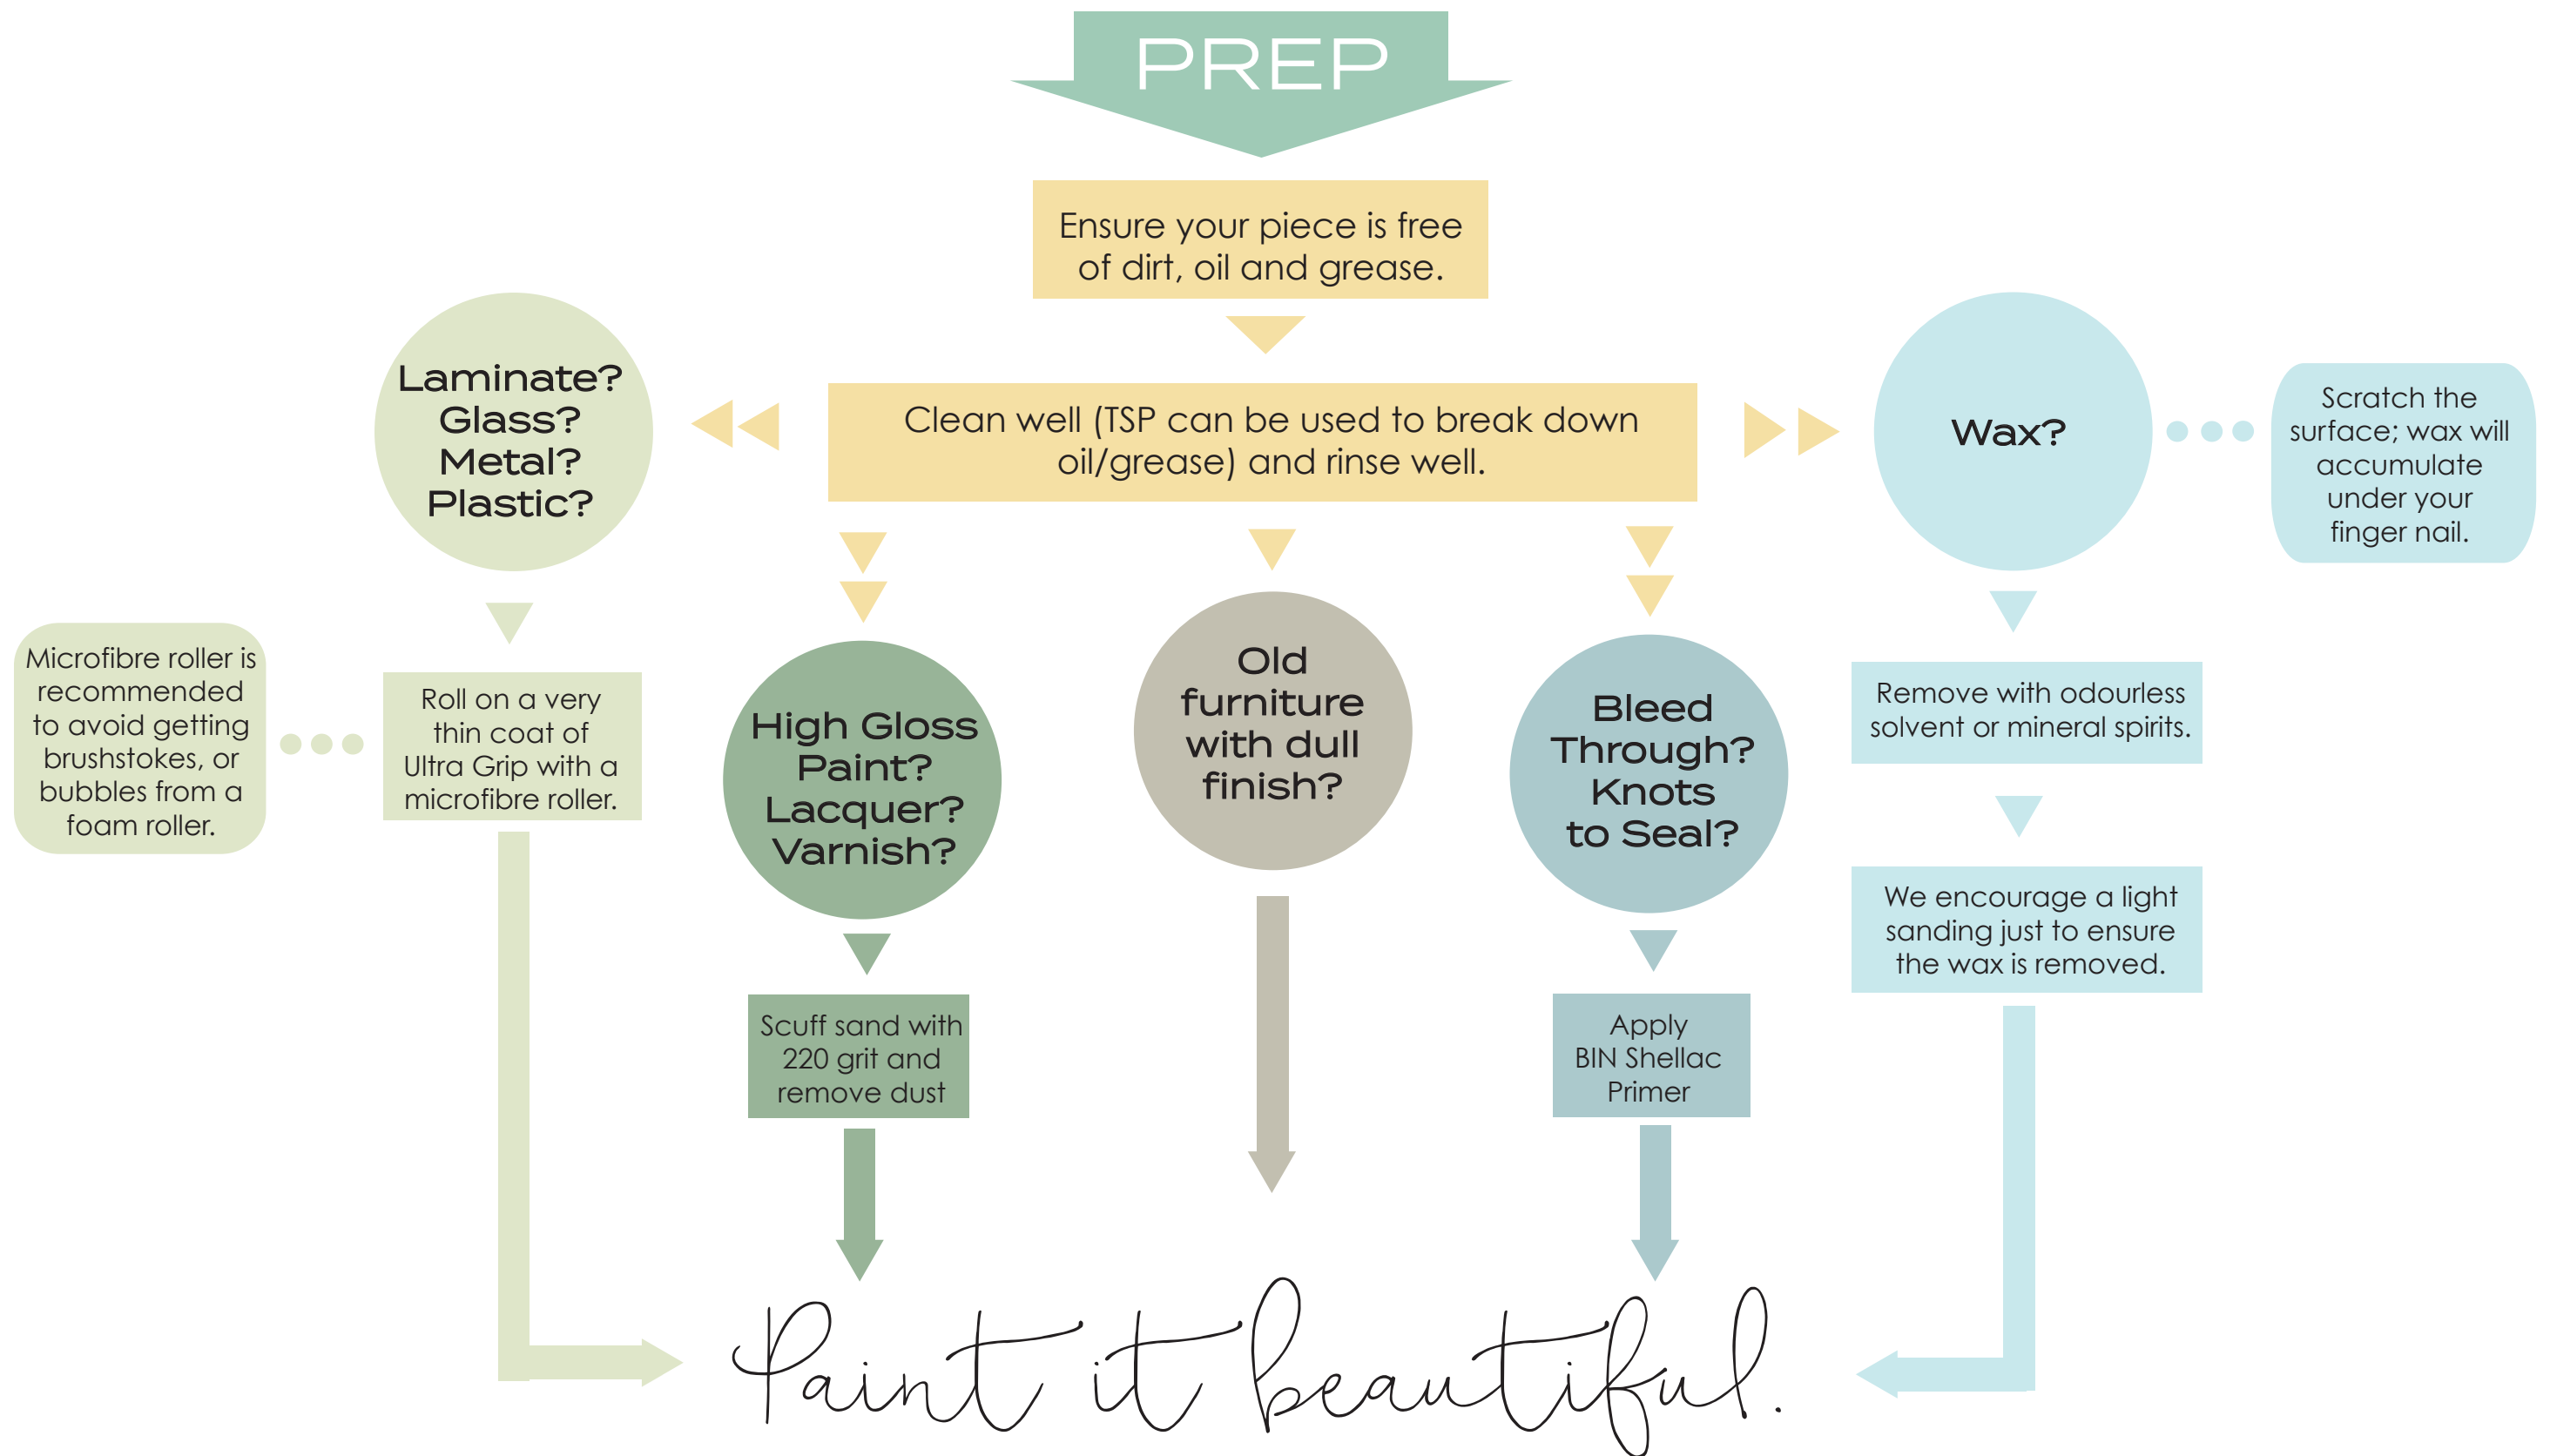 PREP
Ensure your piece is free
of dirt, oil and grease.
Clean well (TSP can be used to break down
oil/grease) and rinse well.
Laminate?
Glass?
Metal?
Plastic?
Roll on a very
thin coat of
Ultra Grip with a
microfibre roller.
Microfibre roller is
recommended
to avoid getting
brushstokes, or
bubbles from a
foam roller.
High Gloss
Paint?
Lacquer?
Varnish?
Scuff sand with
220 grit and
remove dust
Old
furniture
with dull
finish?
Bleed
Through?
Knots
to Seal?
Apply
BIN Shellac
Primer
Wax?
Scratch the
surface; wax will
accumulate
under your
finger nail.
Remove with odourless
solvent or mineral spirits.
We encourage a light
sanding just to ensure
the wax is removed.
Paint it beautiful.